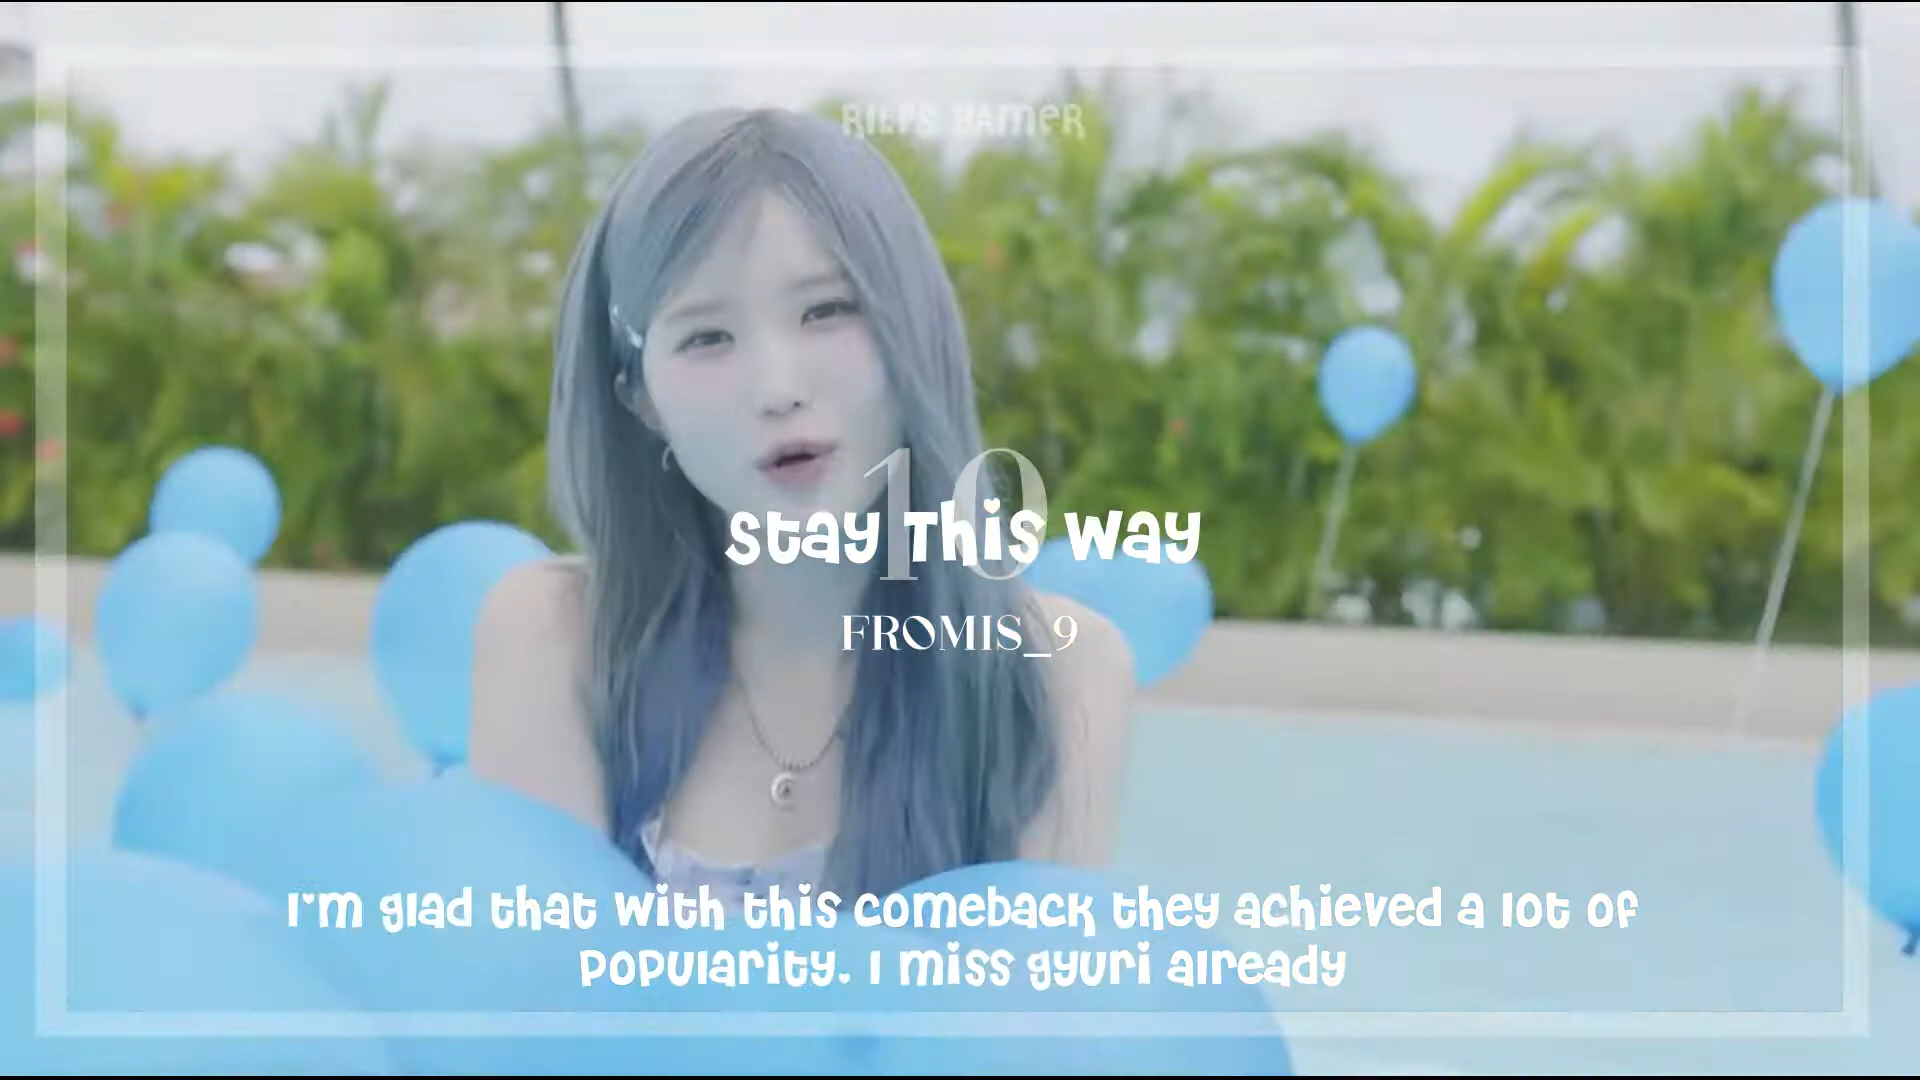 10
Stay This Way
FROMIS_9
I'm glad that with this comeback they achieved a lot of
popularity. I miss gyuri already